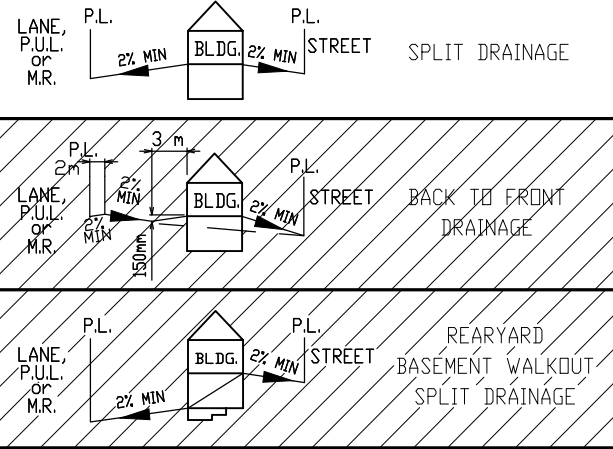 P.L.
P.L.
LANE,
P.U.L.
or
M.R.
2% MIN
BLDG.
2% MIN
STREET
SPLIT DRAINAGE
3 m
P.L.
2m
2%
MIN
P.L.
LANE,
P.U.L.
or
M.R.
2%
MIN
BLDG.
2% MIN
STREET
150mm
BACK TO FRONT
DRAINAGE
P.L.
P.L.
LANE,
P.U.L.
or
M.R.
2% MIN
BLDG.
2% MIN
STREET
REARYARD
BASEMENT WALKOUT
SPLIT DRAINAGE